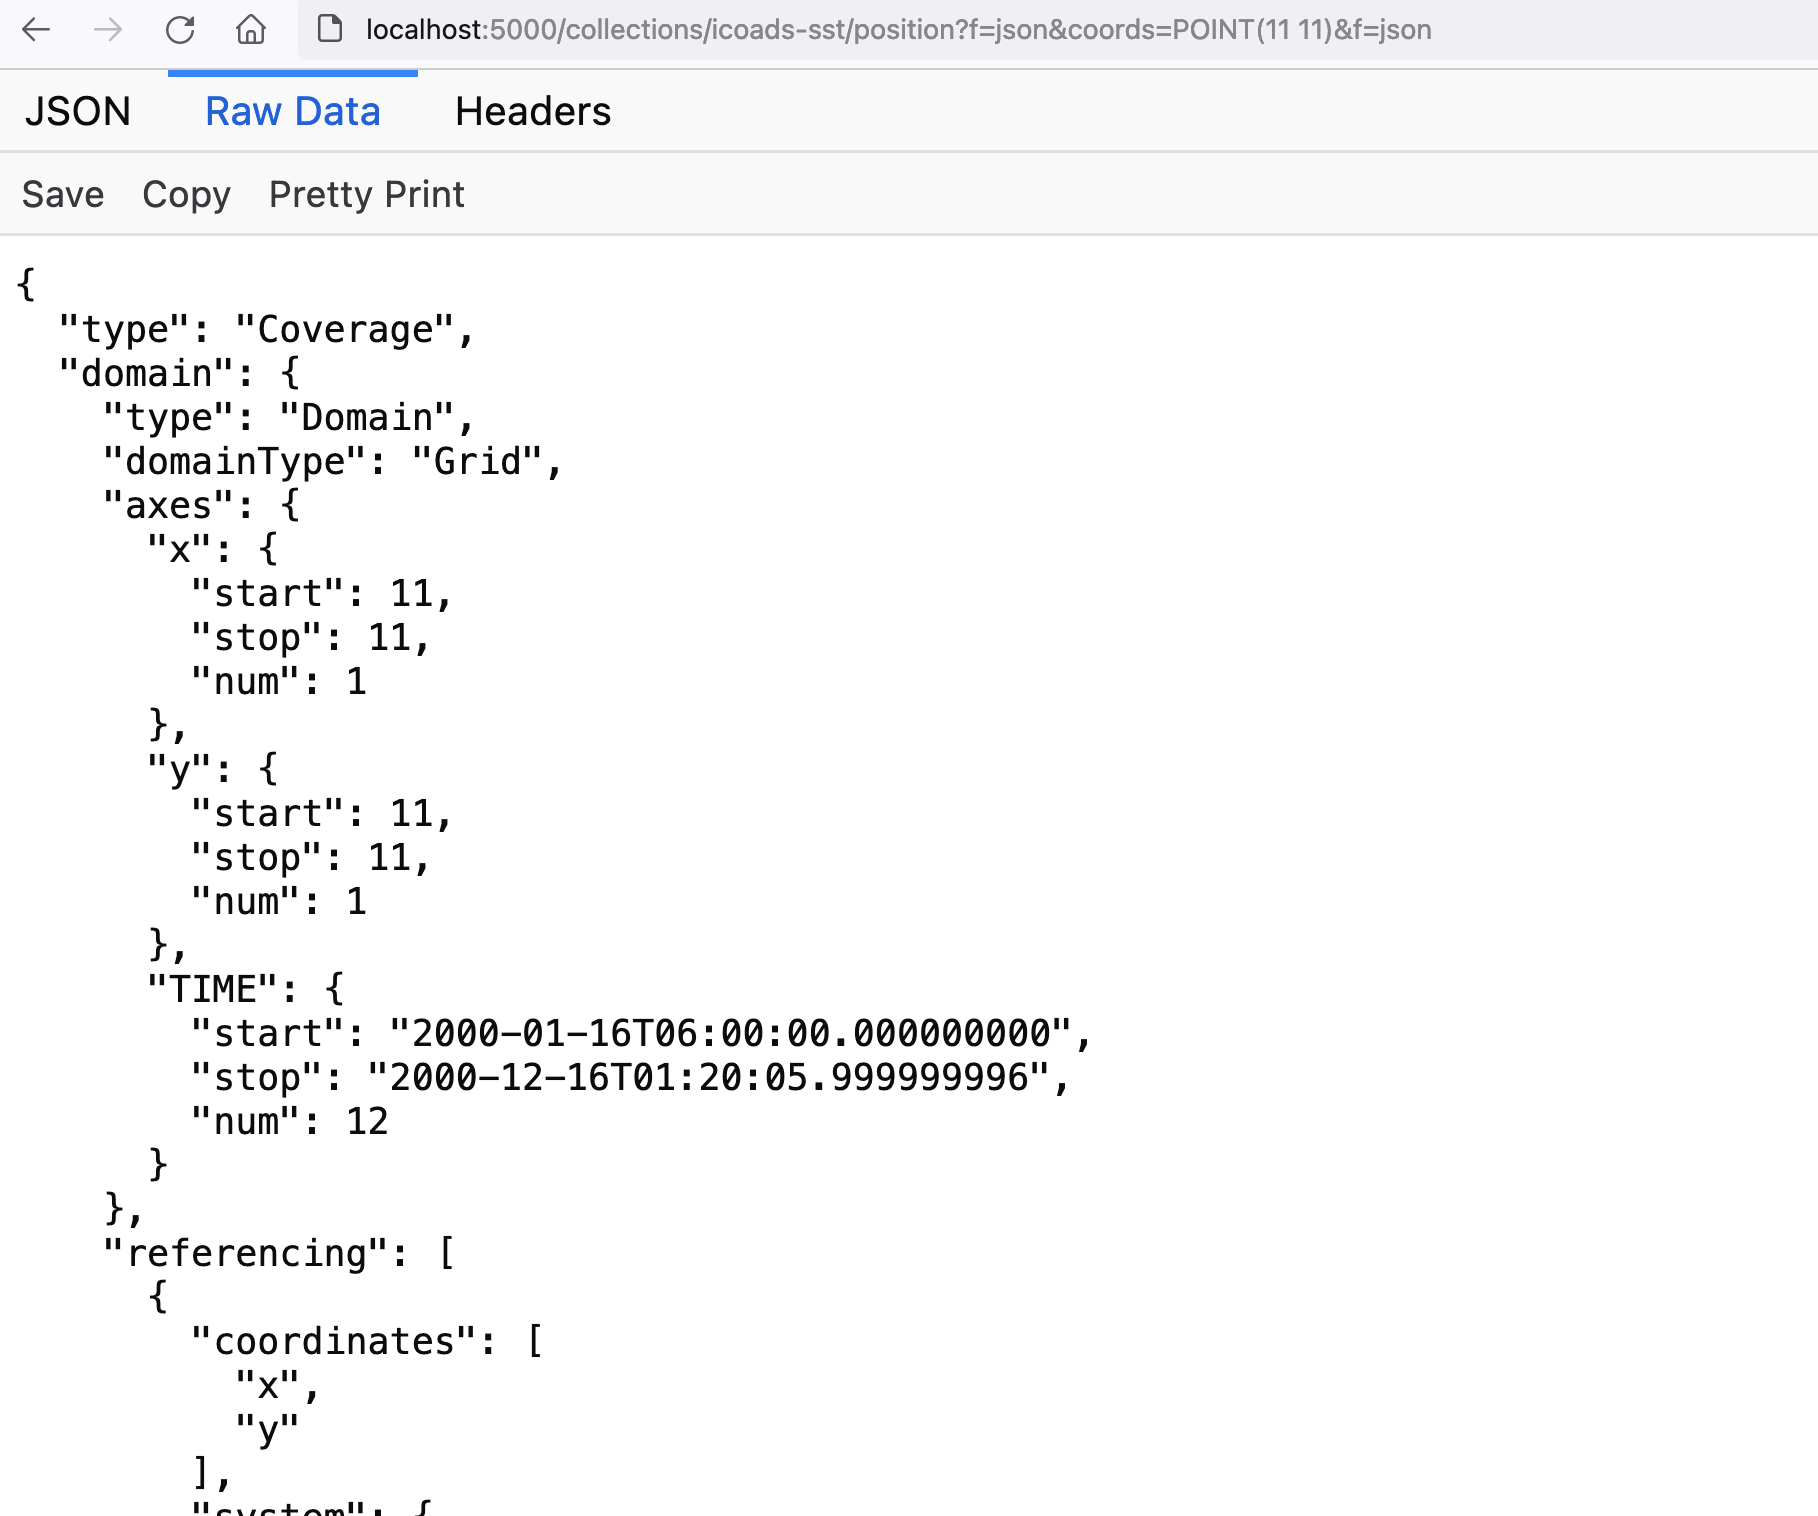 localhost:5000/collections/icoads-sst/position?f=json&coords=POINT(11 11)&f=json
JSON Raw Data Headers
Save Copy Pretty Print
{
  "type": "Coverage",
  "domain": {
    "type": "Domain",
    "domainType": "Grid",
    "axes": {
      "x": {
        "start": 11,
        "stop": 11,
        "num": 1
      },
      "y": {
        "start": 11,
        "stop": 11,
        "num": 1
      },
      "TIME": {
        "start": "2000-01-16T06:00:00.000000000",
        "stop": "2000-12-16T01:20:05.999999996",
        "num": 12
      }
    },
    "referencing": [
      {
        "coordinates": [
          "x",
          "y"
        ],
        "system": {